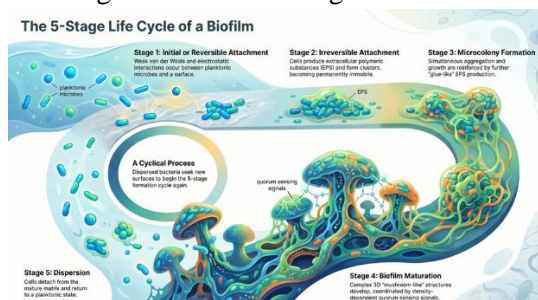 The 5-Stage Life Cycle of a Biofilm
Stage 1: Initial or Reversible Attachment
Weak van der Waals and electrostatic
interactions occur between planktonic
microbes and a surface.
Stage 2: Irreversible Attachment
Cells produce extracellular polymeric
substances (EPS) and form clusters,
becoming permanently immobile.
Stage 3: Microcolony Formation
Simultaneous aggregation and
growth are reinforced by further
"glue-like" EPS production.
planktonic
microbes
EPS
A Cyclical Process
Dispersed bacteria seek new
surfaces to begin the 5-stage
formation cycle again.
quorum sensing
signals
Stage 5: Dispersion
Cells detach from the
mature matrix and return
to a planktonic state.
Stage 4: Biofilm Maturation
Complex 3D "mushroom-like" structures
develop, coordinated by density-
dependent quorum sensing signals.